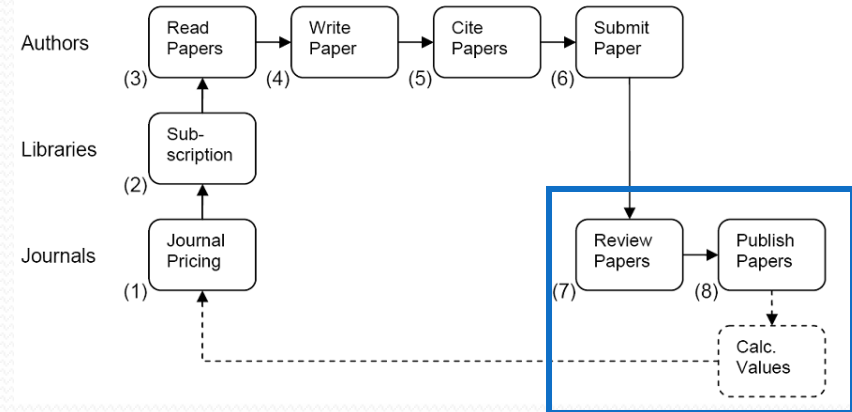 Authors
Read
Papers
Write
Paper
Cite
Papers
Submit
Paper
(3)
(4)
(5)
(6)
Libraries
Sub-
scription
(2)
Journals
Journal
Pricing
Review
Papers
Publish
Papers
(1)
(7)
(8)
Calc.
Values